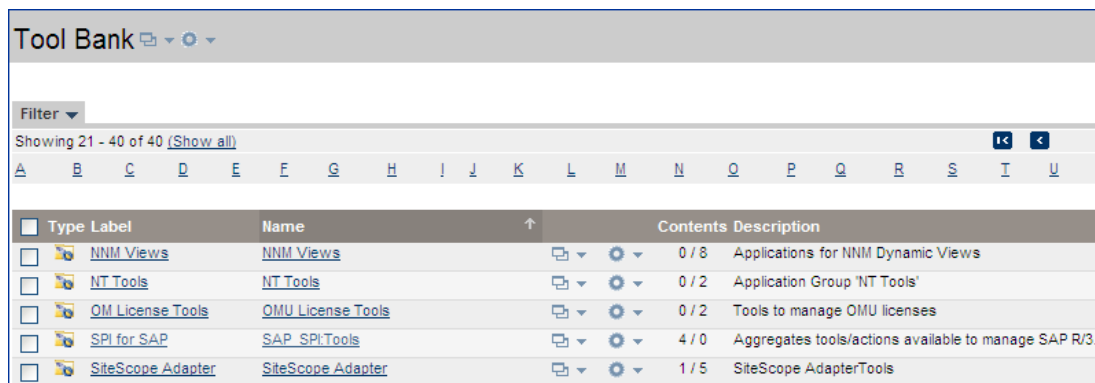 Tool Bank
Filter
Showing 21 - 40 of 40 (Show all)
A B C D E F G H I J K L M N O P Q R S T U
Type Label Name Contents Description
NNM Views NNM Views 0 / 8 Applications for NNM Dynamic Views
NT Tools NT Tools 0 / 2 Application Group 'NT Tools'
OM License Tools OMU License Tools 0 / 2 Tools to manage OMU licenses
SPI for SAP SAP_SPI:Tools 4 / 0 Aggregates tools/actions available to manage SAP R/3.
SiteScope Adapter SiteScope Adapter 1 / 5 SiteScope AdapterTools